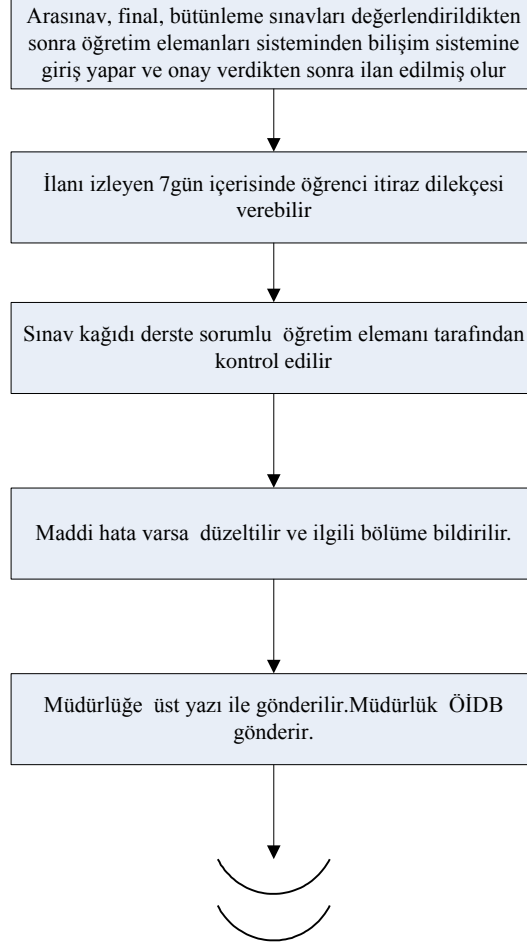 Arasınav, final, bütünleme sınavları değerlendirildikten
sonra öğretim elemanları sisteminden bilişim sistemine
giriş yapar ve onay verdikten sonra ilan edilmiş olur
İlanı izleyen 7gün içerisinde öğrenci itiraz dilekçesi
verebilir
Sınav kağıdı derste sorumlu öğretim elemanı tarafından
kontrol edilir
Maddi hata varsa düzeltilir ve ilgili bölüme bildirilir.
Müdürlüğe üst yazı ile gönderilir.Müdürlük ÖİDB
gönderir.